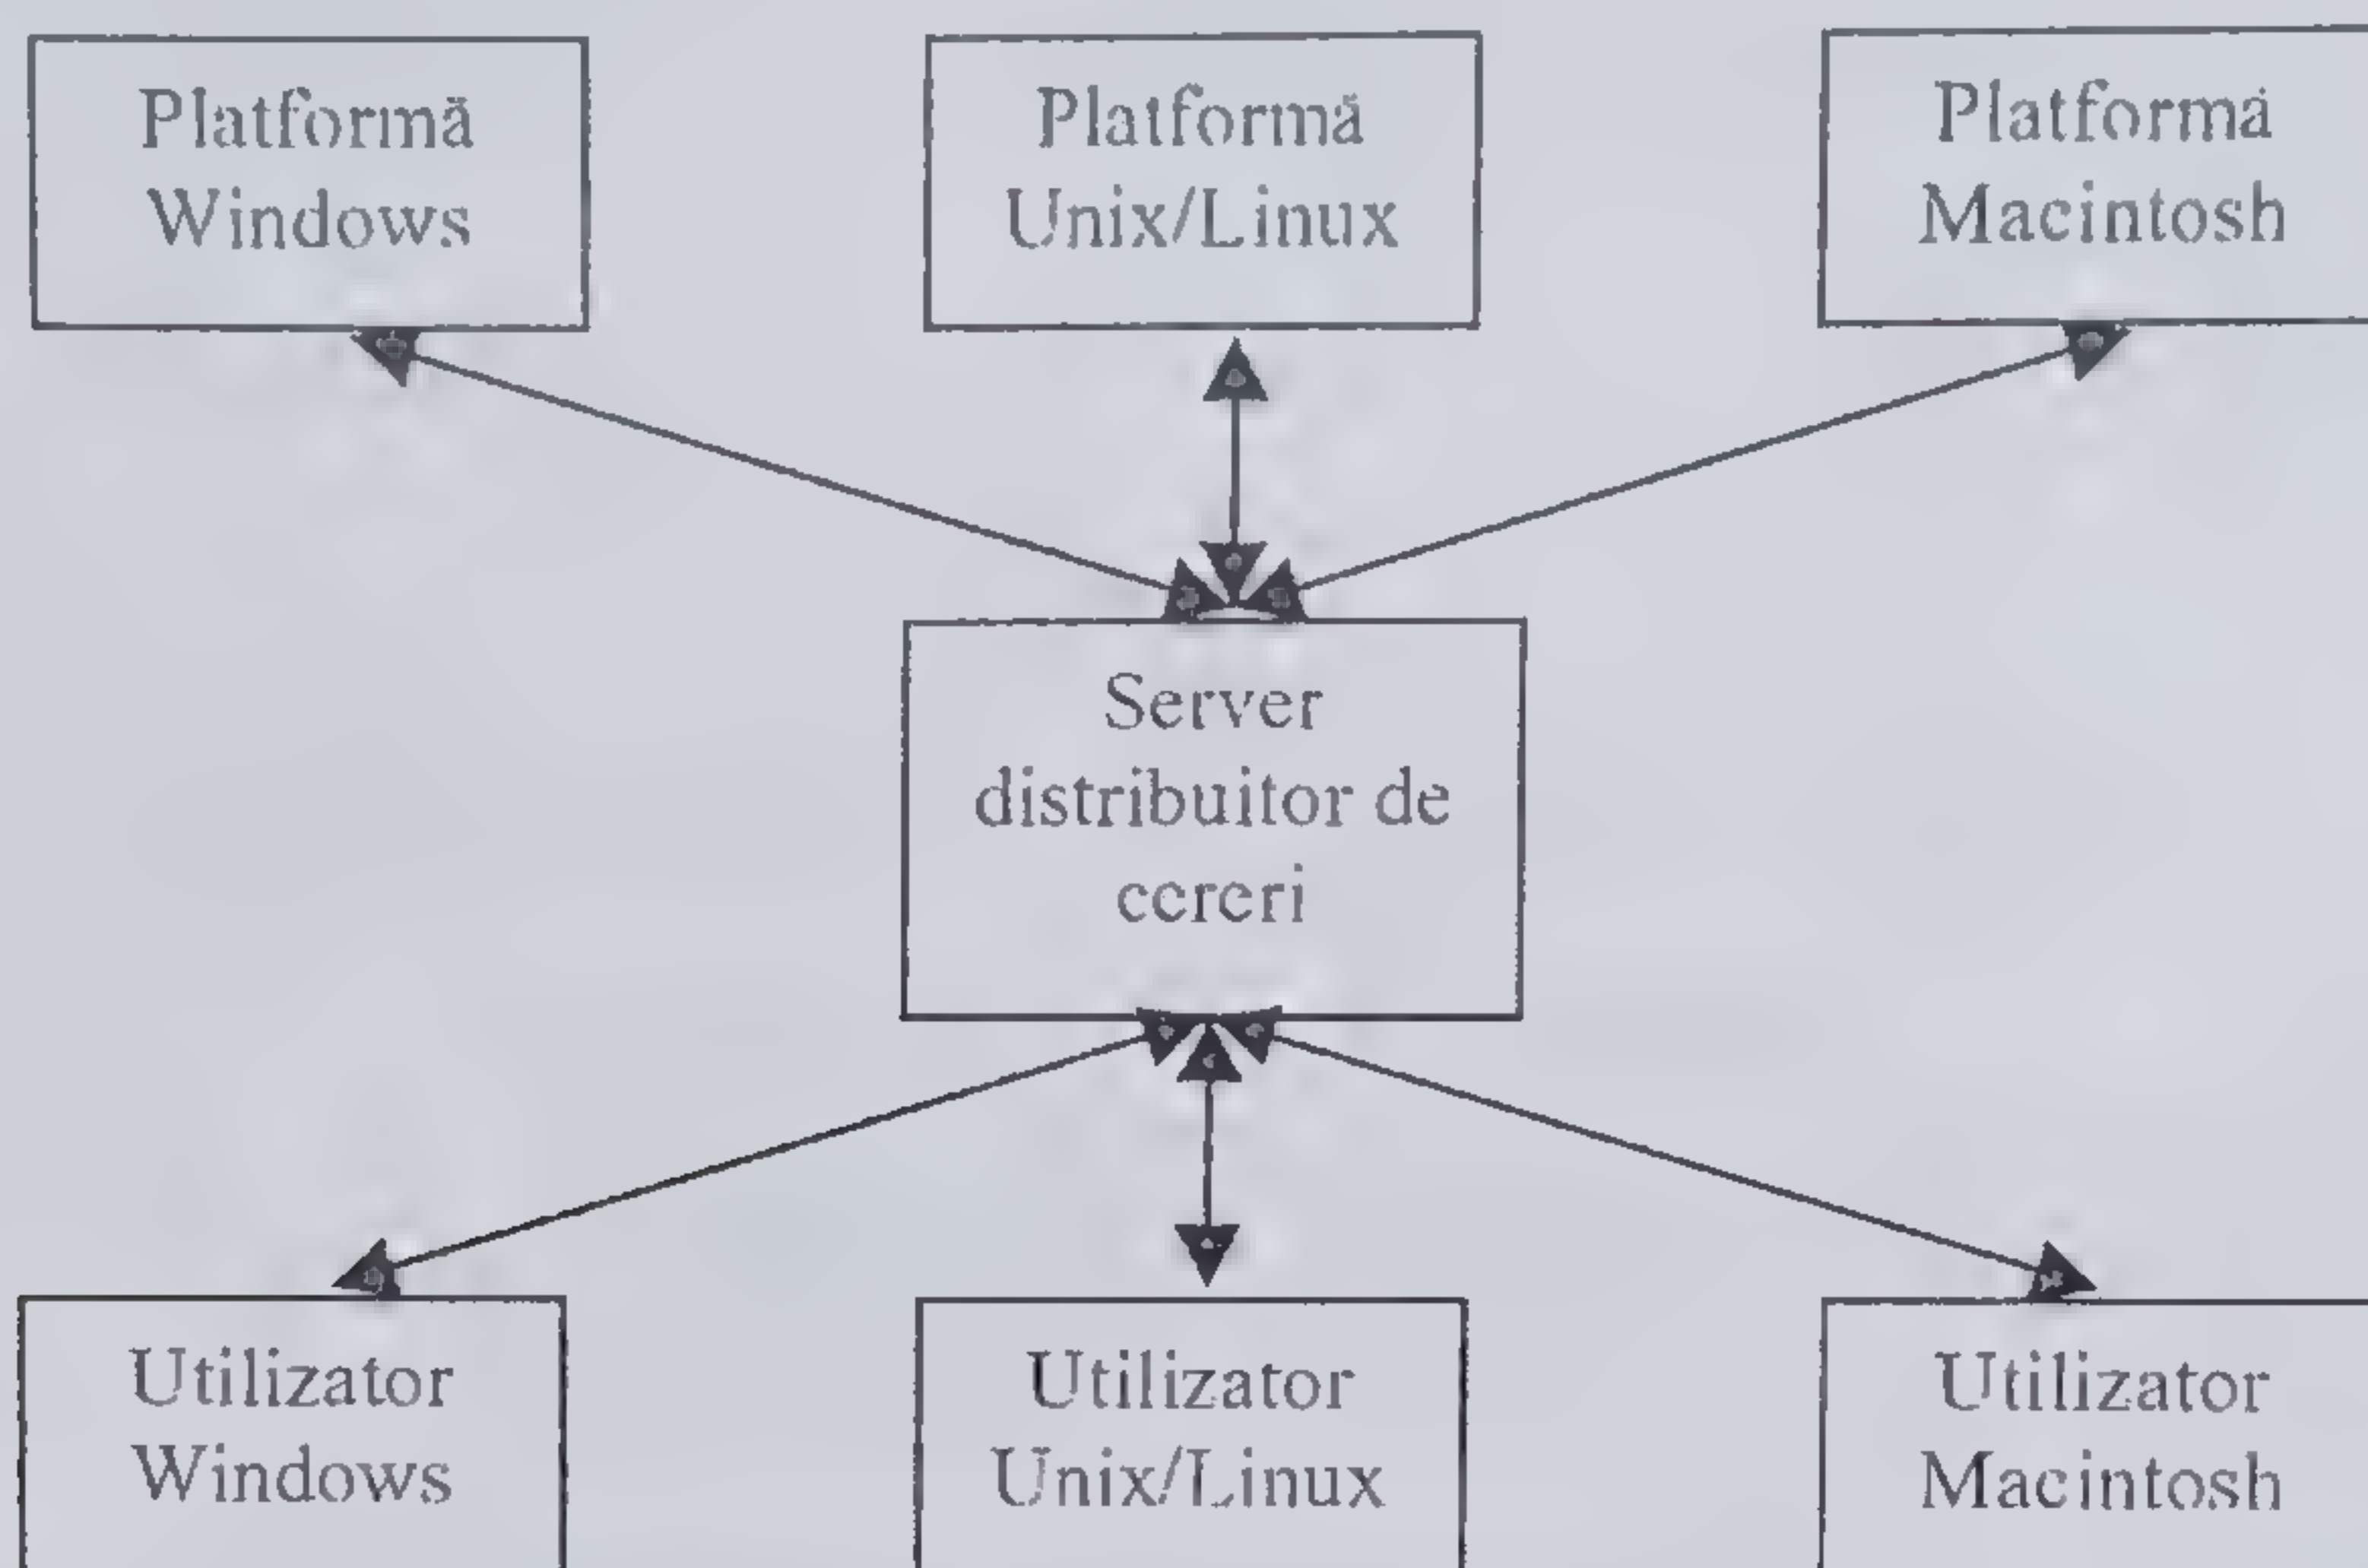 Platformă
Windows
Platformă
Unix/Linux
Platformă
Macintosh
Server
distribuitor de
cereri
Utilizator
Windows
Utilizator
Unix/Linux
Utilizator
Macintosh